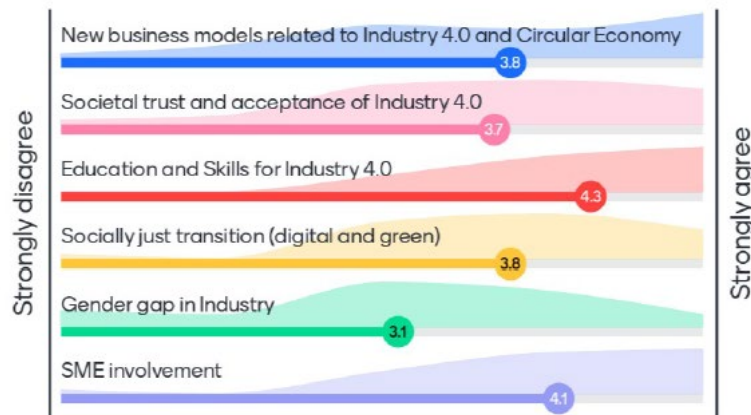 Strongly disagree
New business models related to Industry 4.0 and Circular Economy
3.8
Societal trust and acceptance of Industry 4.0
3.7
Education and Skills for Industry 4.0
4.3
Socially just transition (digital and green)
3.8
Gender gap in Industry
3.1
SME involvement
4.1
Strongly agree